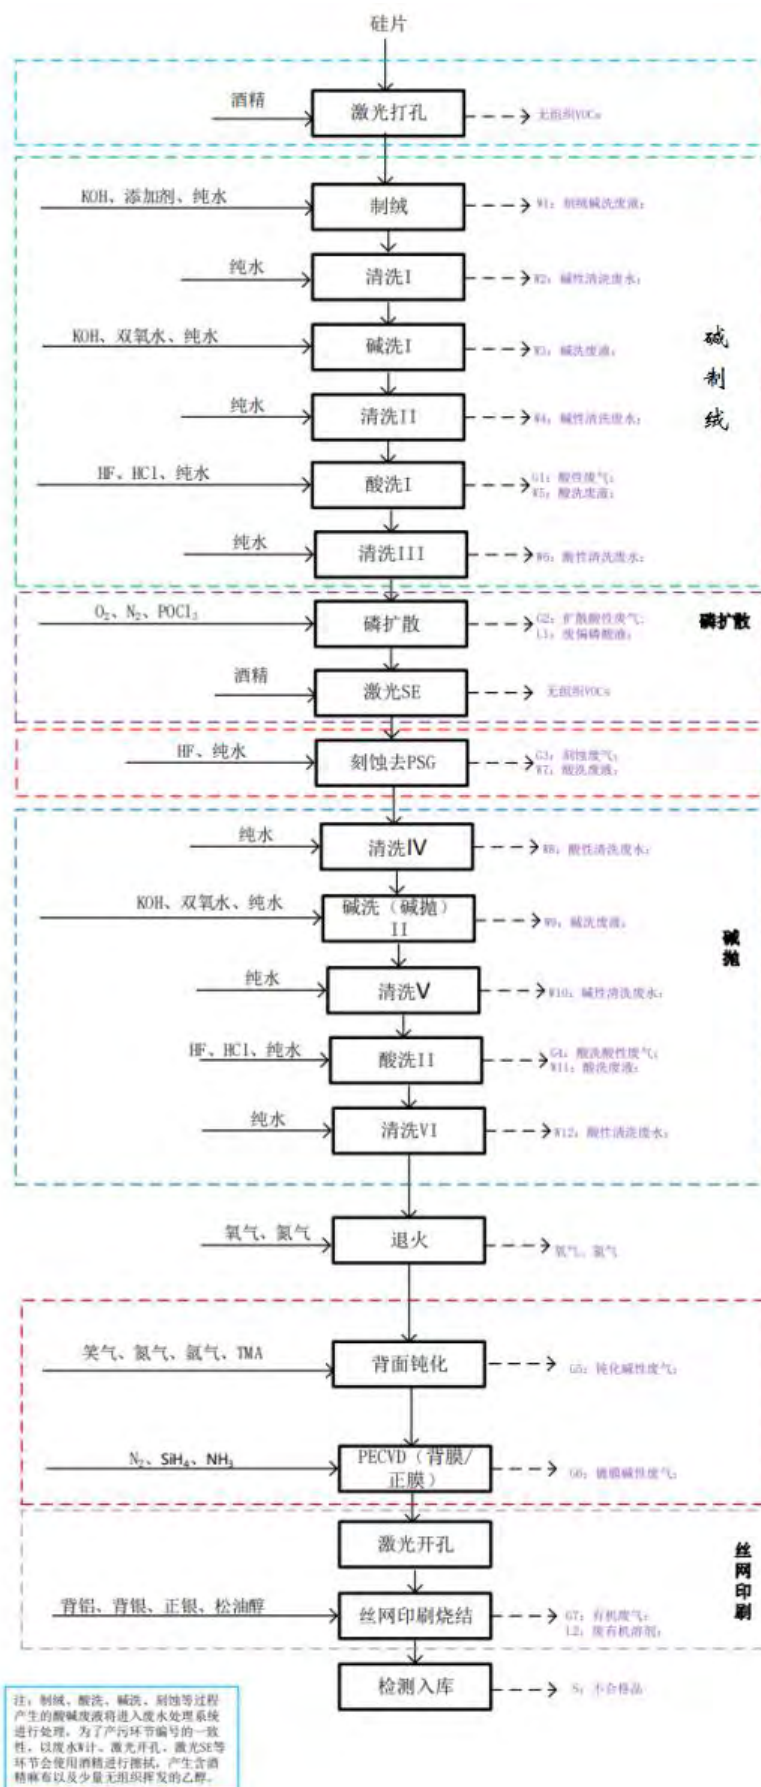 硅片
酒精
激光打孔
无组织VOCs
KOH、添加剂、纯水
制绒
W1：制绒碱洗废液；
纯水
清洗I
W2：碱性清洗废水；
KOH、双氧水、纯水
碱洗I
W3：碱洗废液；
纯水
清洗II
W4：碱性清洗废水；
HF、HCl、纯水
酸洗I
G1：酸性废气；
W5：酸洗废液；
纯水
清洗III
W6：酸性清洗废水；
碱制绒
O₂、N₂、POCl₃
磷扩散
G2：扩散酸性废气；
L1：废偏磷酸液；
磷扩散
酒精
激光SE
无组织VOCs
HF、纯水
刻蚀去PSG
G3：刻蚀废气；
W7：酸洗废液；
纯水
清洗Ⅳ
W8：酸性清洗废水；
KOH、双氧水、纯水
碱洗（碱抛）
II
W9：碱洗废液；
碱抛
纯水
清洗Ⅴ
W10：碱性清洗废水；
HF、HCl、纯水
酸洗II
G4：酸洗酸性废气；
W11：酸洗废液；
纯水
清洗VI
W12：酸性清洗废水；
氧气、氮气
退火
氧气、氮气
笑气、氮气、氩气、TMA
背面钝化
G5：钝化碱性废气；
N₂、SiH₄、NH₃
PECVD（背膜/
正膜）
G6：镀膜碱性废气；
激光开孔
丝网印刷
背铝、背银、正银、松油醇
丝网印刷烧结
G7：有机废气；
L2：废有机溶剂；
检测入库
S：不合格品
注：制绒、酸洗、碱洗、刻蚀等过程
产生的酸碱废液将进入废水处理系统
进行处理，为了产污环节编号的一致
性，以废水W计、激光开孔、激光SE等
环节会使用酒精进行擦拭，产生含酒
精麻布以及少量无组织挥发的乙醇。